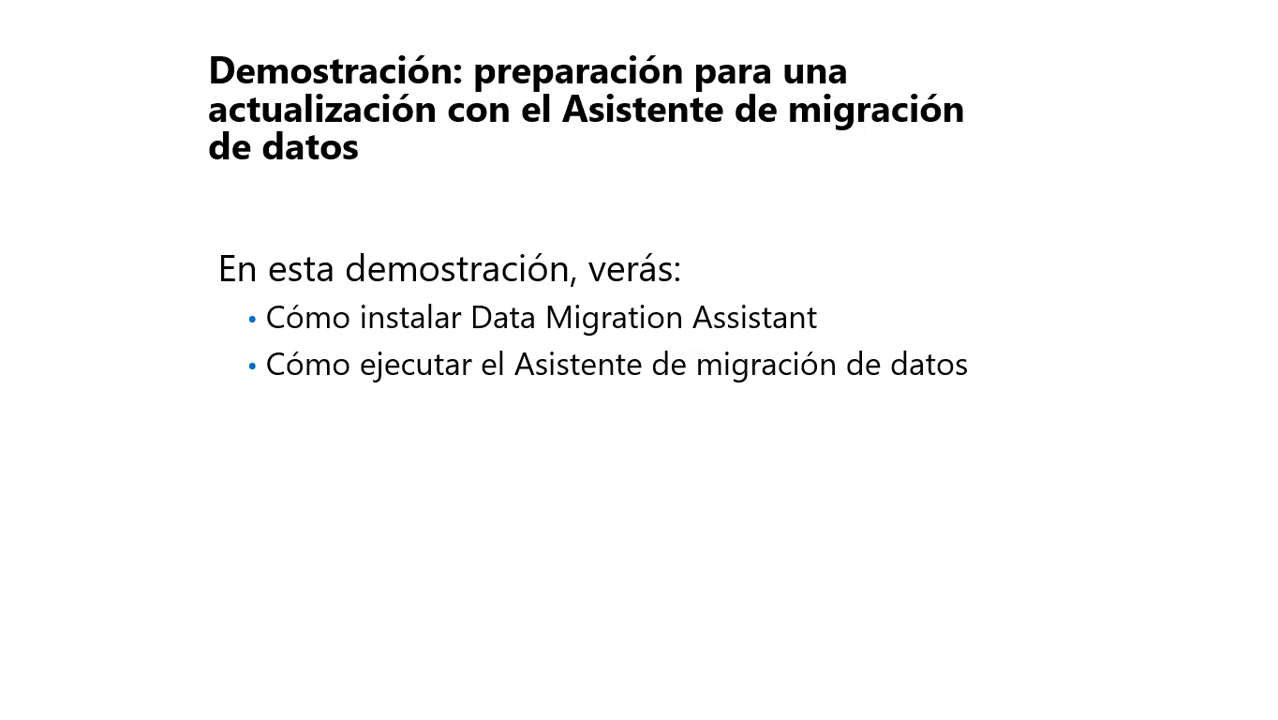 Demostración: preparación para una
actualización con el Asistente de migración
de datos
En esta demostración, verás:
• Cómo instalar Data Migration Assistant
• Cómo ejecutar el Asistente de migración de datos